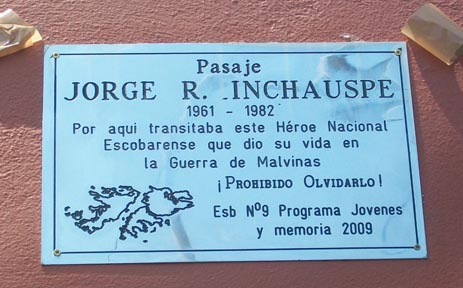 Pasaje
JORGE R. INCHAUSPE
1961 - 1982
Por aqui transitaba este Héroe Nacional
Escobarense que dio su vida en
la Guerra de Malvinas
¡PROHIBIDO OLVIDARLO!
Esb Nº9 Programa Jovenes
y memoria 2009